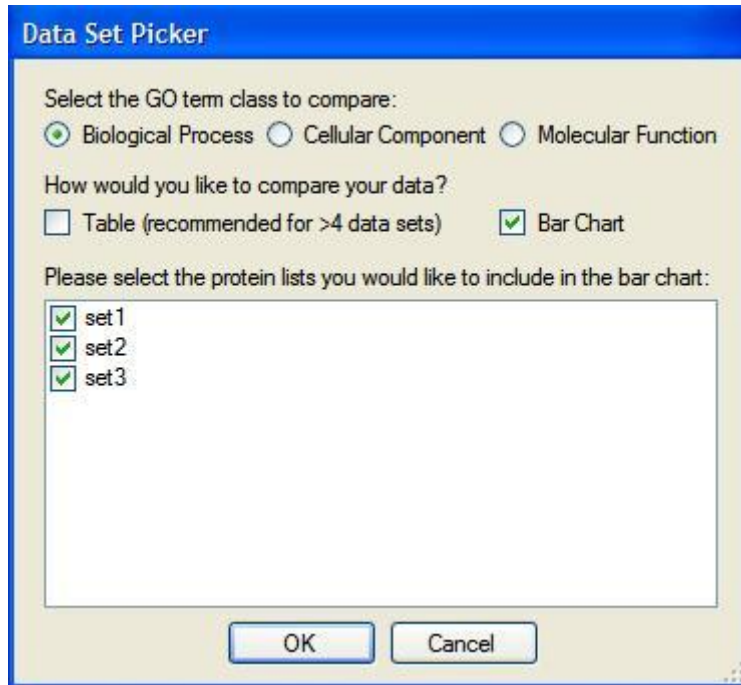 Data Set Picker
Select the GO term class to compare:
Biological Process Cellular Component Molecular Function
How would you like to compare your data?
Table (recommended for >4 data sets) Bar Chart
Please select the protein lists you would like to include in the bar chart:
set1
set2
set3
OK Cancel